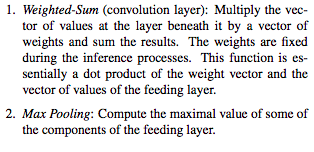 1. Weighted-Sum (convolution layer): Multiply the vec-
tor of values at the layer beneath it by a vector of
weights and sum the results. The weights are fixed
during the inference processes. This function is es-
sentially a dot product of the weight vector and the
vector of values of the feeding layer.
2. Max Pooling: Compute the maximal value of some of
the components of the feeding layer.